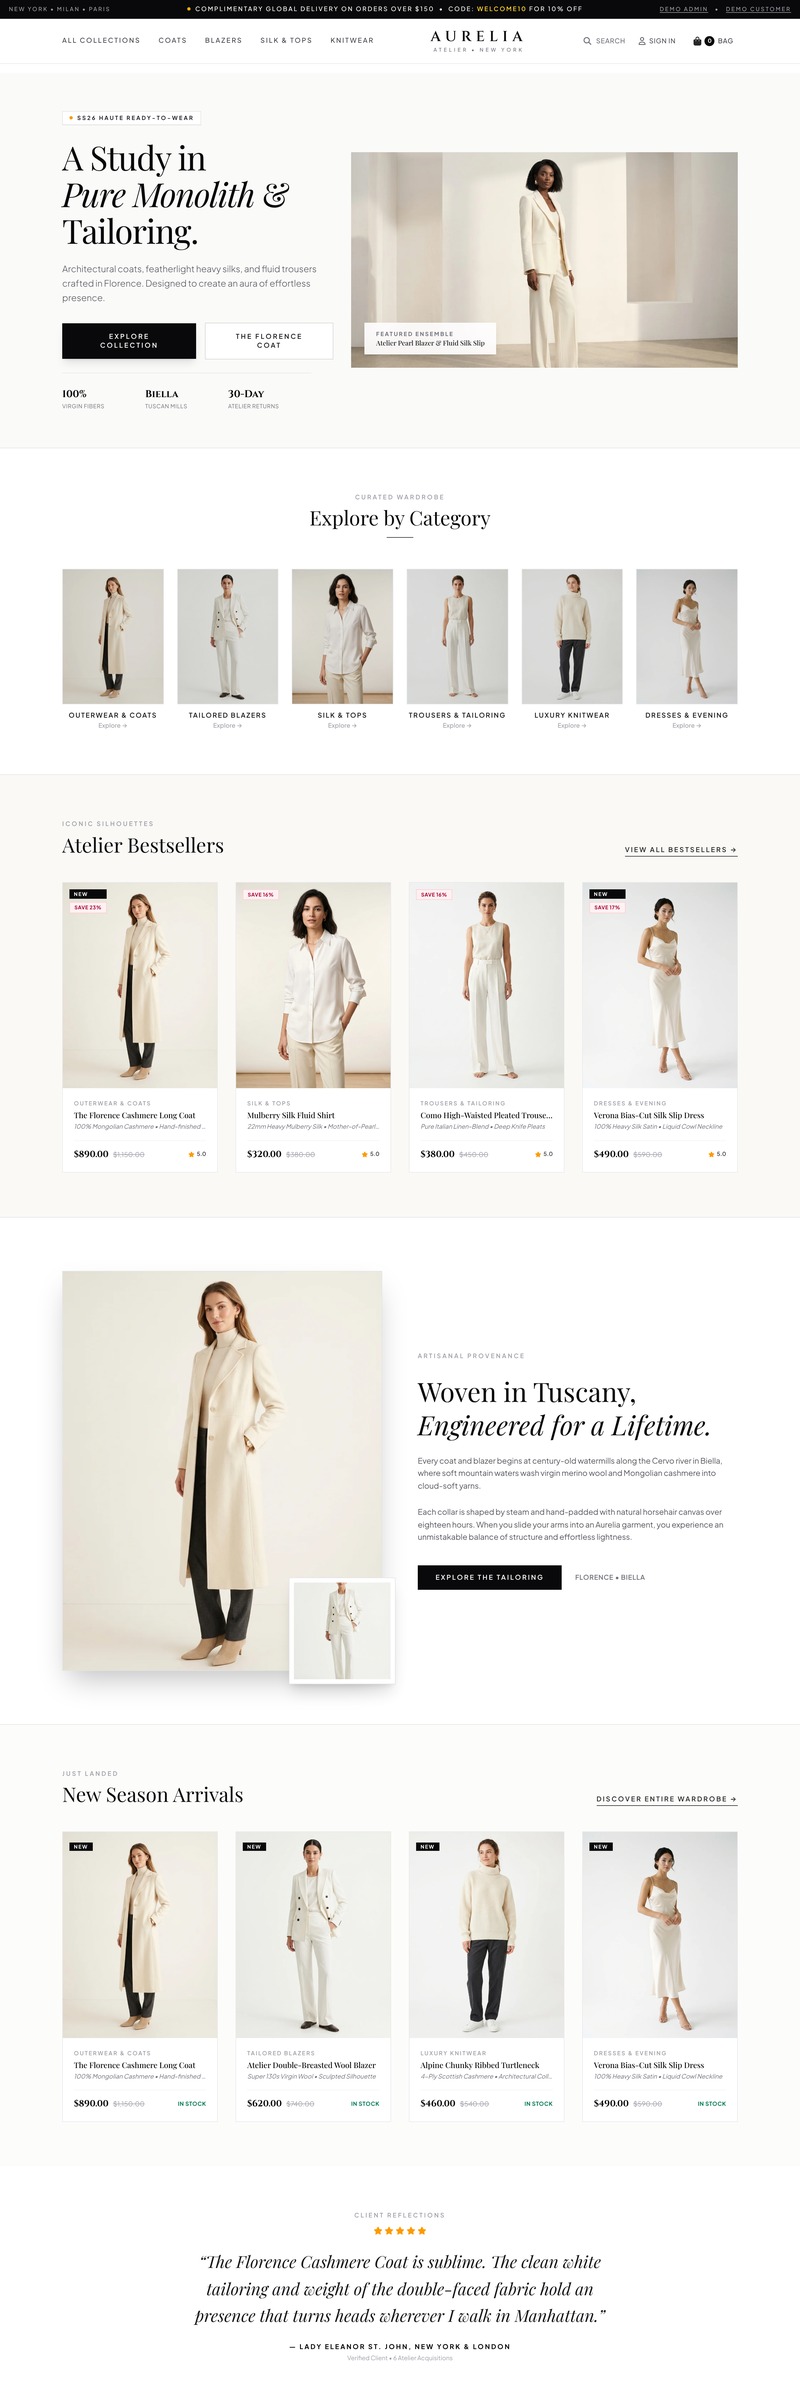 NEW YORK • MILAN • PARIS
COMPLIMENTARY GLOBAL DELIVERY ON ORDERS OVER $150 • CODE: WELCOME10 FOR 10% OFF
DEMO ADMIN • DEMO CUSTOMER
ALL COLLECTIONS COATS BLAZERS SILK & TOPS KNITWEAR
AURELIA
ATELIER • NEW YORK
SEARCH SIGN IN 0 BAG
SS26 HAUTE READY-TO-WEAR
A Study in
Pure Monolith &
Tailoring.
Architectural coats, featherlight heavy silks, and fluid trousers
crafted in Florence. Designed to create an aura of effortless
presence.
EXPLORE
COLLECTION
THE FLORENCE
COAT
100% BIELLA 30-DAY
VIRGIN FIBERS TUSCAN MILLS ATELIER RETURNS
FEATURED ENSEMBLE
Atelier Pearl Blazer & Fluid Silk Slip
CURATED WARDROBE
Explore by Category
OUTERWEAR & COATS TAILORED BLAZERS SILK & TOPS TROUSERS & TAILORING LUXURY KNITWEAR DRESSES & EVENING
Explore → Explore → Explore → Explore → Explore → Explore →
ICONIC SILHOUETTES
Atelier Bestsellers
VIEW ALL BESTSELLERS →
NEW
SAVE 23%
OUTERWEAR & COATS
The Florence Cashmere Long Coat
100% Mongolian Cashmere • Hand-finished ...
$890.00 $1,150.00 5.0
SAVE 16%
SILK & TOPS
Mulberry Silk Fluid Shirt
22mm Heavy Mulberry Silk • Mother-of-Pearl...
$320.00 $380.00 5.0
SAVE 16%
TROUSERS & TAILORING
Como High-Waisted Pleated Trouse...
Pure Italian Linen-Blend • Deep Knife Pleats
$380.00 $450.00 5.0
NEW
SAVE 17%
DRESSES & EVENING
Verona Bias-Cut Silk Slip Dress
100% Heavy Silk Satin • Liquid Cowl Neckline
$490.00 $590.00 5.0
ARTISANAL PROVENANCE
Woven in Tuscany,
Engineered for a Lifetime.
Every coat and blazer begins at century-old watermills along the Cervo river in Biella,
where soft mountain waters wash virgin merino wool and Mongolian cashmere into
cloud-soft yarns.
Each collar is shaped by steam and hand-padded with natural horsehair canvas over
eighteen hours. When you slide your arms into an Aurelia garment, you experience an
unmistakable balance of structure and effortless lightness.
EXPLORE THE TAILORING
FLORENCE • BIELLA
JUST LANDED
New Season Arrivals
DISCOVER ENTIRE WARDROBE →
NEW
OUTERWEAR & COATS
The Florence Cashmere Long Coat
100% Mongolian Cashmere • Hand-finished ...
$890.00 $1,150.00 IN STOCK
NEW
TAILORED BLAZERS
Atelier Double-Breasted Wool Blazer
Super 130s Virgin Wool • Sculpted Silhouette
$620.00 $740.00 IN STOCK
NEW
LUXURY KNITWEAR
Alpine Chunky Ribbed Turtleneck
4-Ply Scottish Cashmere • Architectural Coll...
$460.00 $540.00 IN STOCK
NEW
DRESSES & EVENING
Verona Bias-Cut Silk Slip Dress
100% Heavy Silk Satin • Liquid Cowl Neckline
$490.00 $590.00 IN STOCK
CLIENT REFLECTIONS
“The Florence Cashmere Coat is sublime. The clean white
tailoring and weight of the double-faced fabric hold an
presence that turns heads wherever I walk in Manhattan.”
— LADY ELEANOR ST. JOHN, NEW YORK & LONDON
Verified Client • 6 Atelier Acquisitions